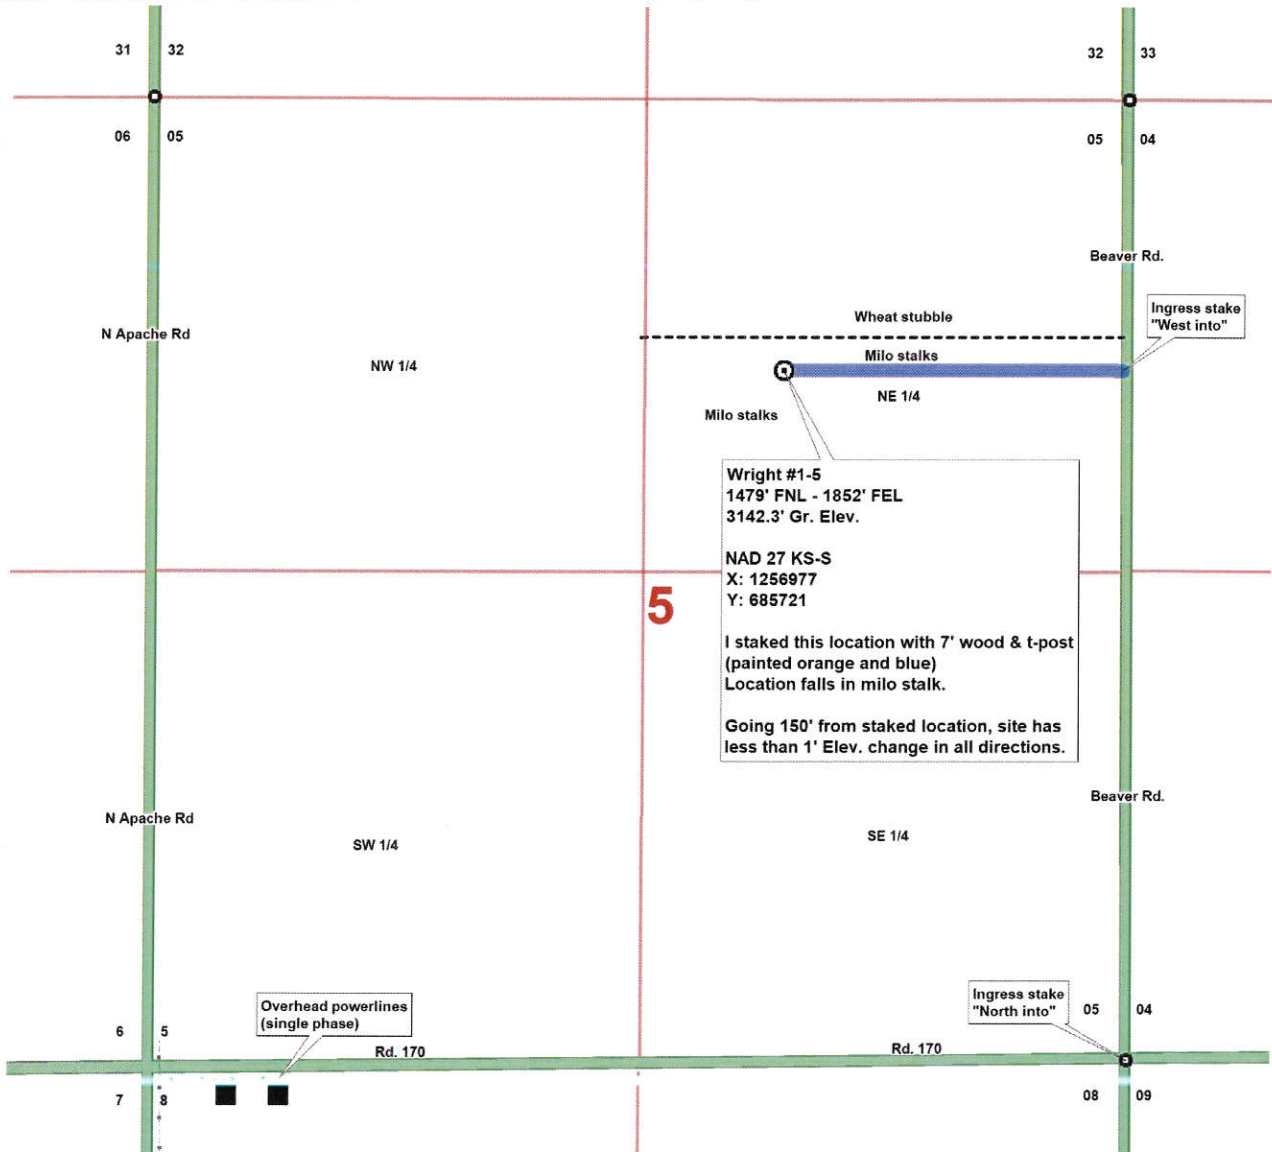 31 32
32 33
06 05
05 04
Beaver Rd.
Ingress stake
"West into"
Wheat stubble
N Apache Rd
Milo stalks
NW 1/4
NE 1/4
Milo stalks
Wright #1-5
1479' FNL - 1852' FEL
3142.3' Gr. Elev.
NAD 27 KS-S
X: 1256977
Y: 685721
I staked this location with 7' wood & t-post
(painted orange and blue)
Location falls in milo stalk.
Going 150' from staked location, site has
less than 1' Elev. change in all directions.
5
Beaver Rd.
N Apache Rd
SW 1/4
SE 1/4
Ingress stake
"North into"
05 04
Overhead powerlines
(single phase)
6 5
Rd. 170
Rd. 170
7 8
08 09